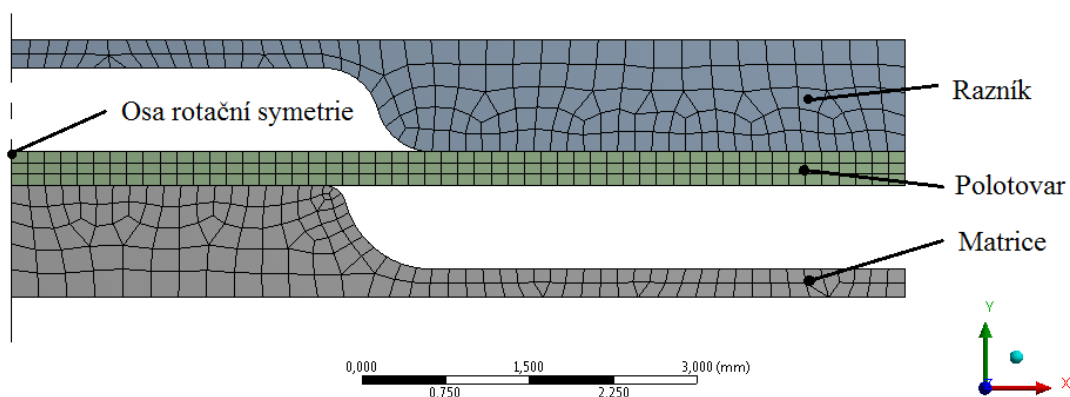 Osa rotační symetrie
Razník
Polotovar
Matrice
0,000 1,500 3,000 (mm)
0.750 2.250
Y
X